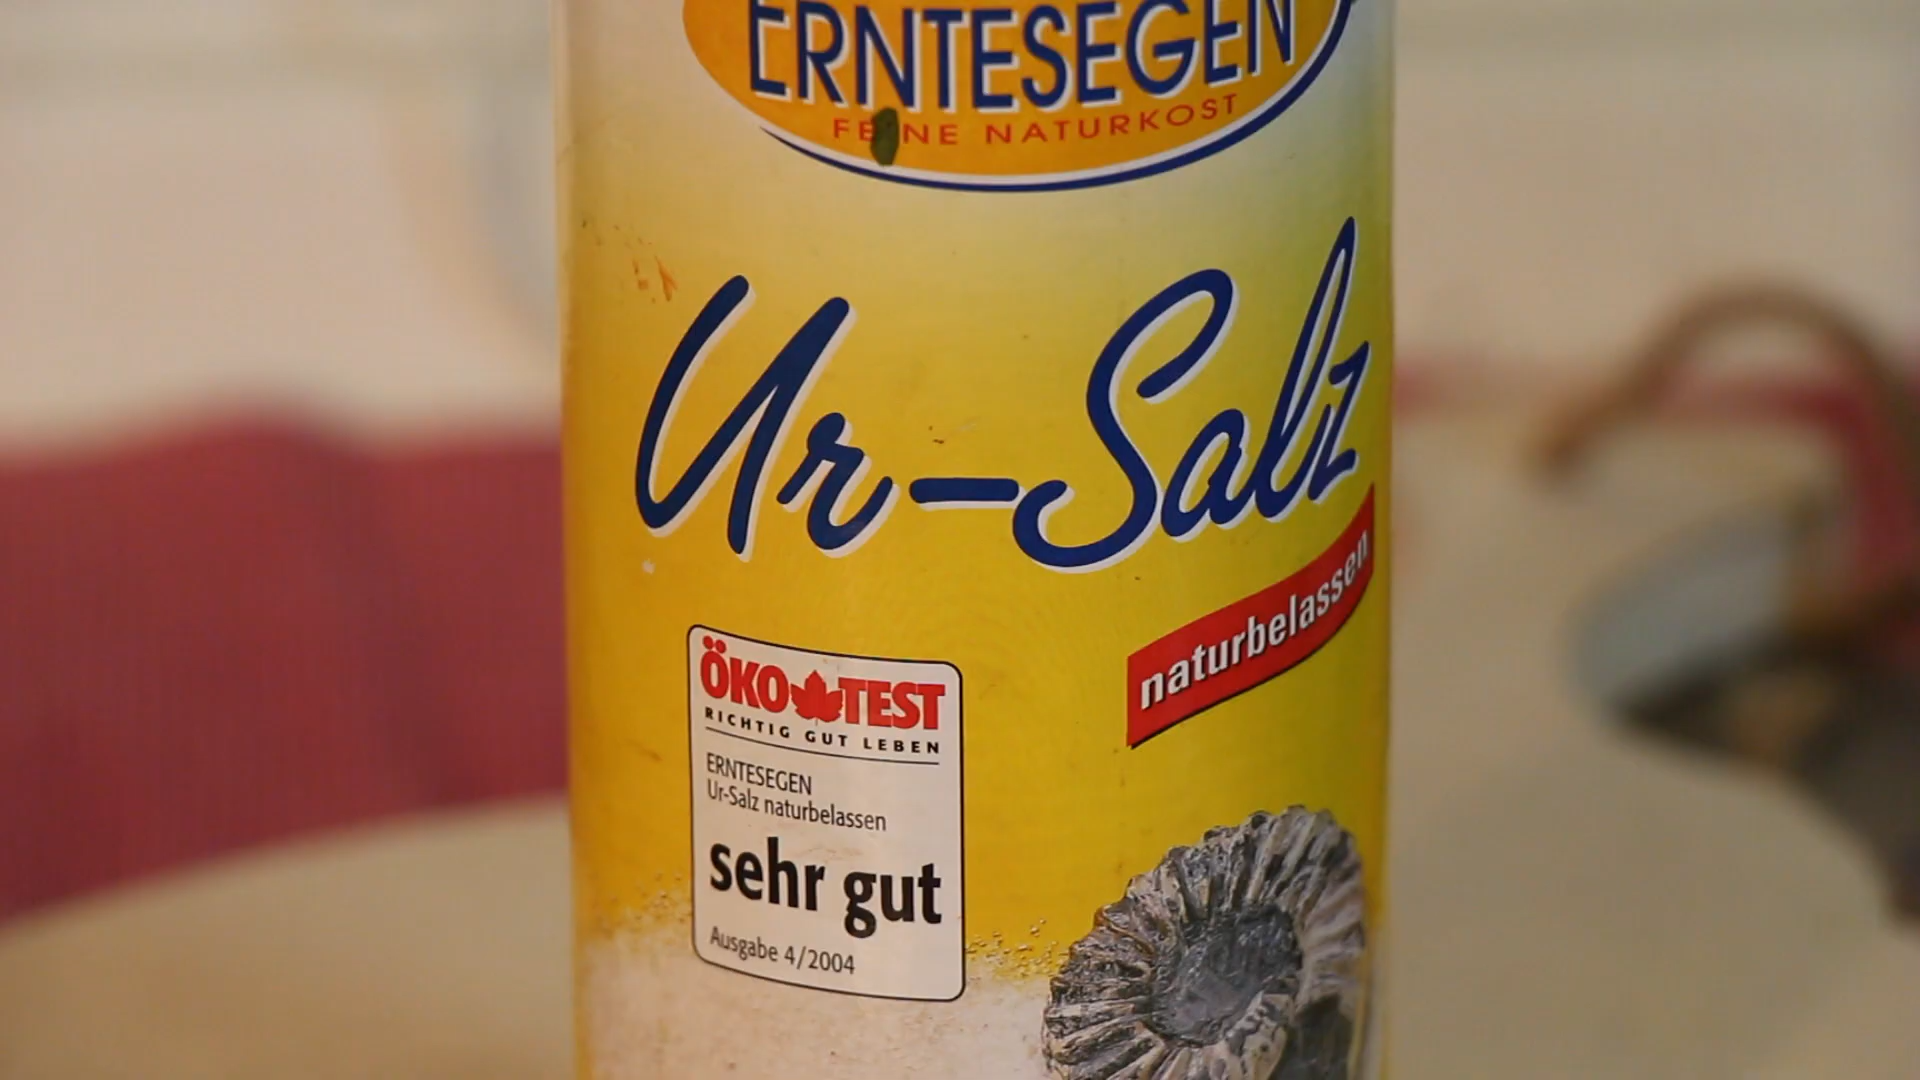 ERNTESEGEN
FEINE NATURKOST
Ur-Salz
naturbelassen
ÖKO TEST
RICHTIG GUT LEBEN
ERNTESEGEN
Ur-Salz naturbelassen
sehr gut
Ausgabe 4/2004